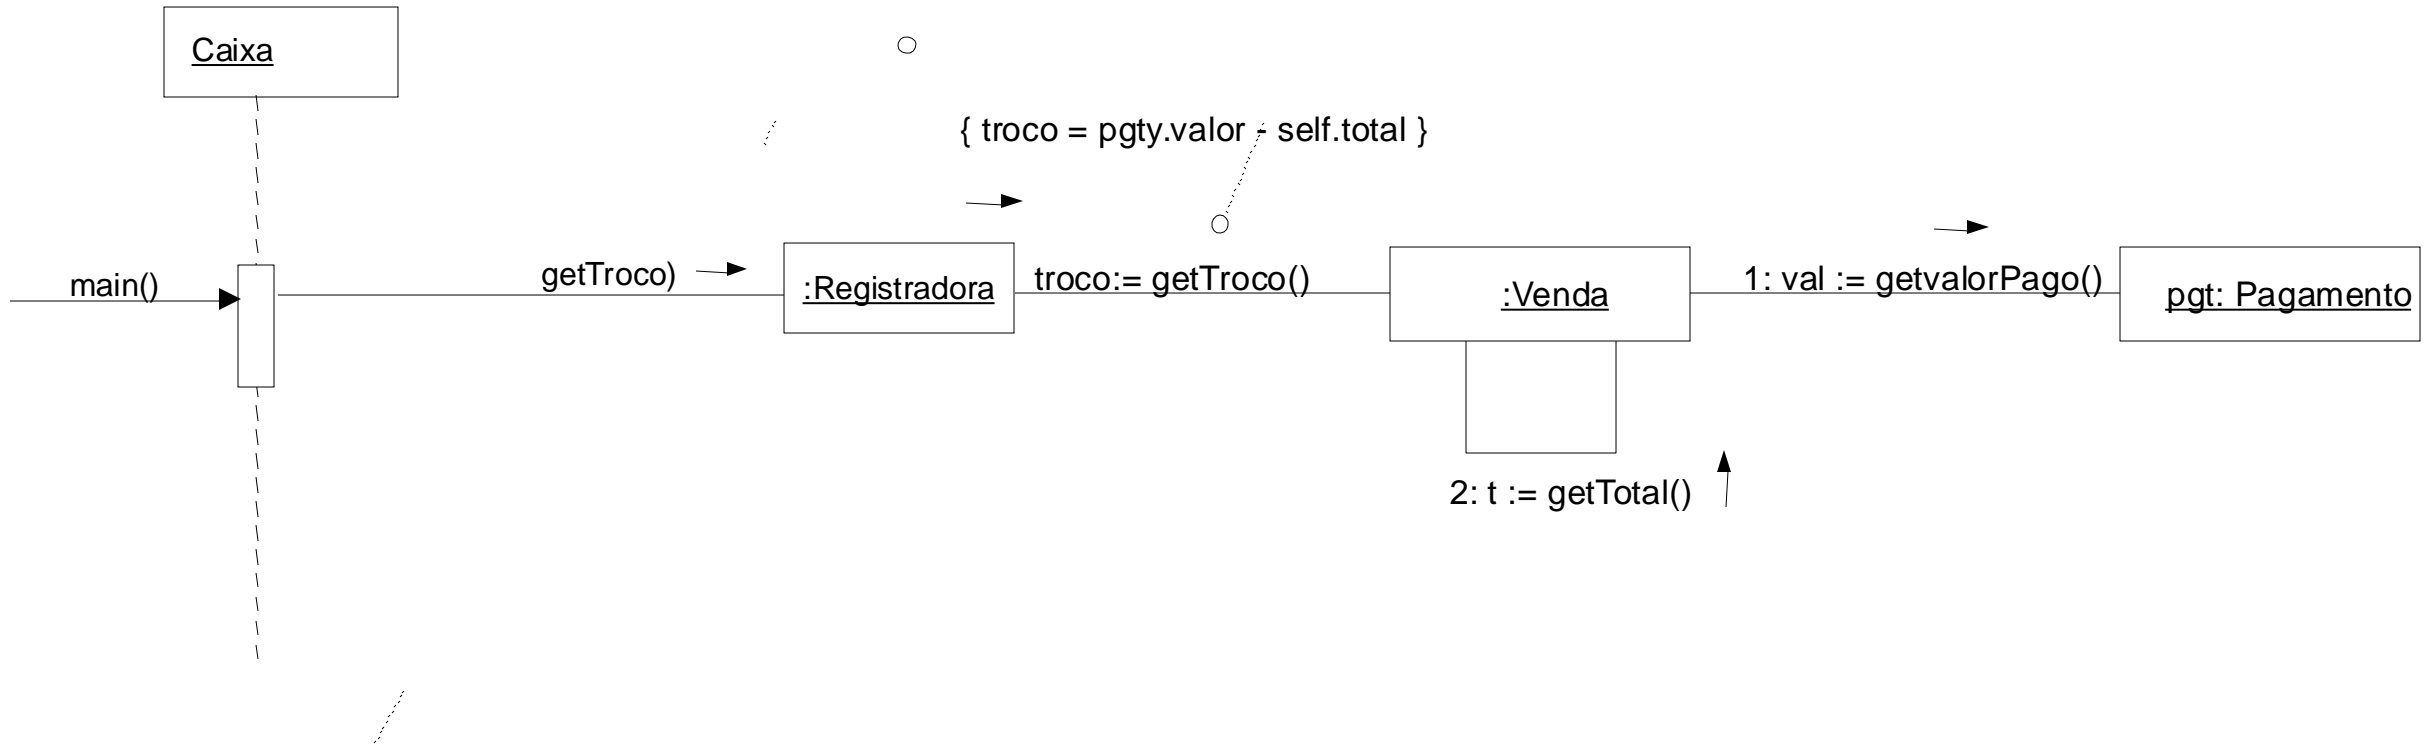 Caixa
{ troco = pgty.valor - self.total }
main()
getTroco)
:Registradora
troco:= getTroco()
:Venda
1: val := getvalorPago()
pgt: Pagamento
2: t := getTotal()